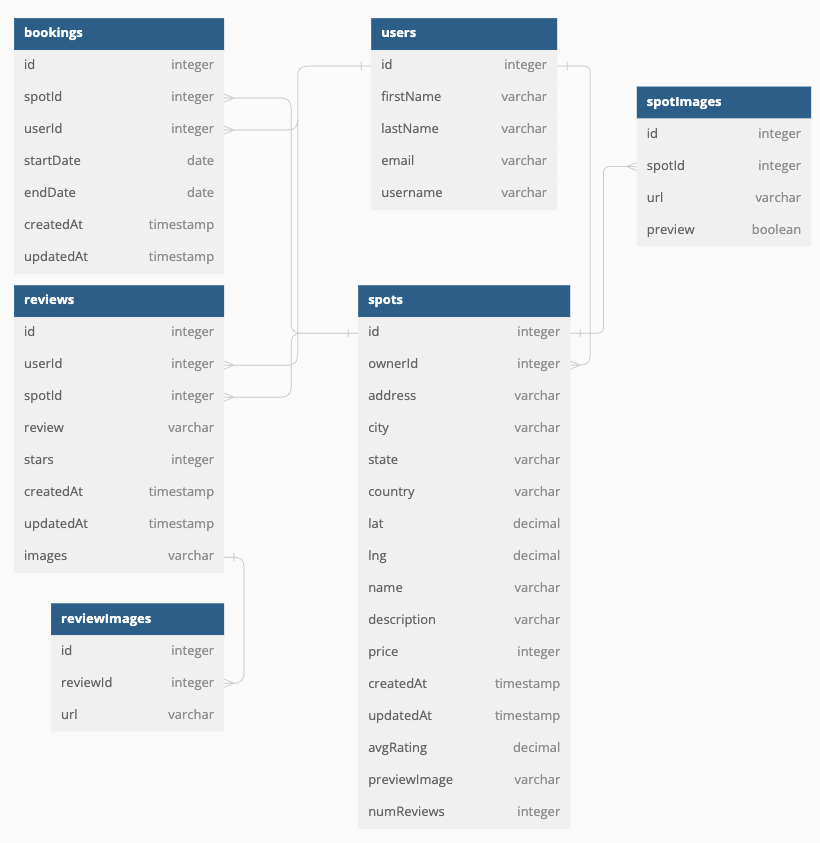 bookings
id integer
spotId integer
userId integer
startDate date
endDate date
createdAt timestamp
updatedAt timestamp
users
id integer
firstName varchar
lastName varchar
email varchar
username varchar
spotImages
id integer
spotId integer
url varchar
preview boolean
reviews
id integer
userId integer
spotId integer
review varchar
stars integer
createdAt timestamp
updatedAt timestamp
images varchar
spots
id integer
ownerId integer
address varchar
city varchar
state varchar
country varchar
lat decimal
lng decimal
name varchar
description varchar
price integer
createdAt timestamp
updatedAt timestamp
avgRating decimal
previewImage varchar
numReviews integer
reviewImages
id integer
reviewId integer
url varchar